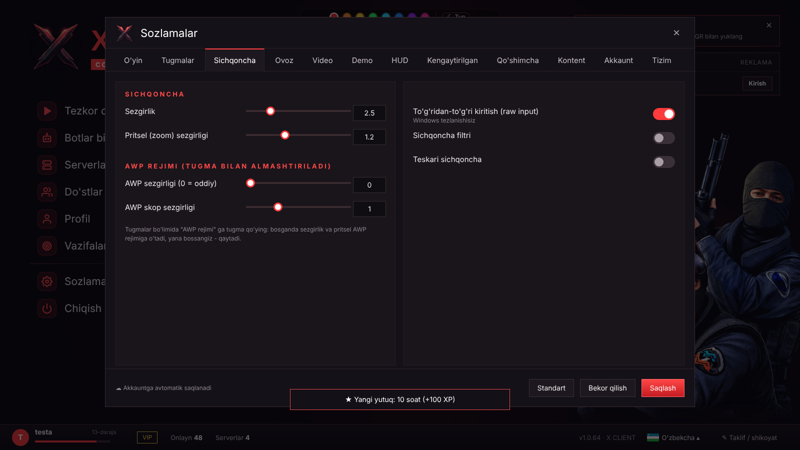 Sozlamalar
O'yin Tugmalar Sichqoncha Ovoz Video Demo HUD Kengaytirilgan Qo'shimcha Kontent Akkaunt Tizim
SICHQONCHA
Sezgirlik 2.5
Pritsel (zoom) sezgirligi 1.2
AWP REJIMI (TUGMA BILAN ALMASHTIRILADI)
AWP sezgirligi (0 = oddiy) 0
AWP skop sezgirligi 1
Tugmalar bo'limida "AWP rejimi" ga tugma qo'ying: bosganda sezgirlik va pritsel AWP
rejimiga o'tadi, yana bossangiz - qaytadi.
To'g'ridan-to'g'ri kiritish (raw input)
Windows tezlanishisiz
Sichqoncha filtri
Teskari sichqoncha
Akkauntga avtomatik saqlanadi
Standart Bekor qilish Saqlash
★ Yangi yutuq: 10 soat (+100 XP)
Tezkor
Botlar
Serverla
Do'stlar
Profil
Vazifalar
Sozlama
Chiqish
QR bilan yuklang
REKLAMA
Kirish
T testa
VIP Onlayn 48 Serverlar 4
v1.0.64 · X CLIENT O'zbekcha ▴ ✎ Taklif / shikoyat